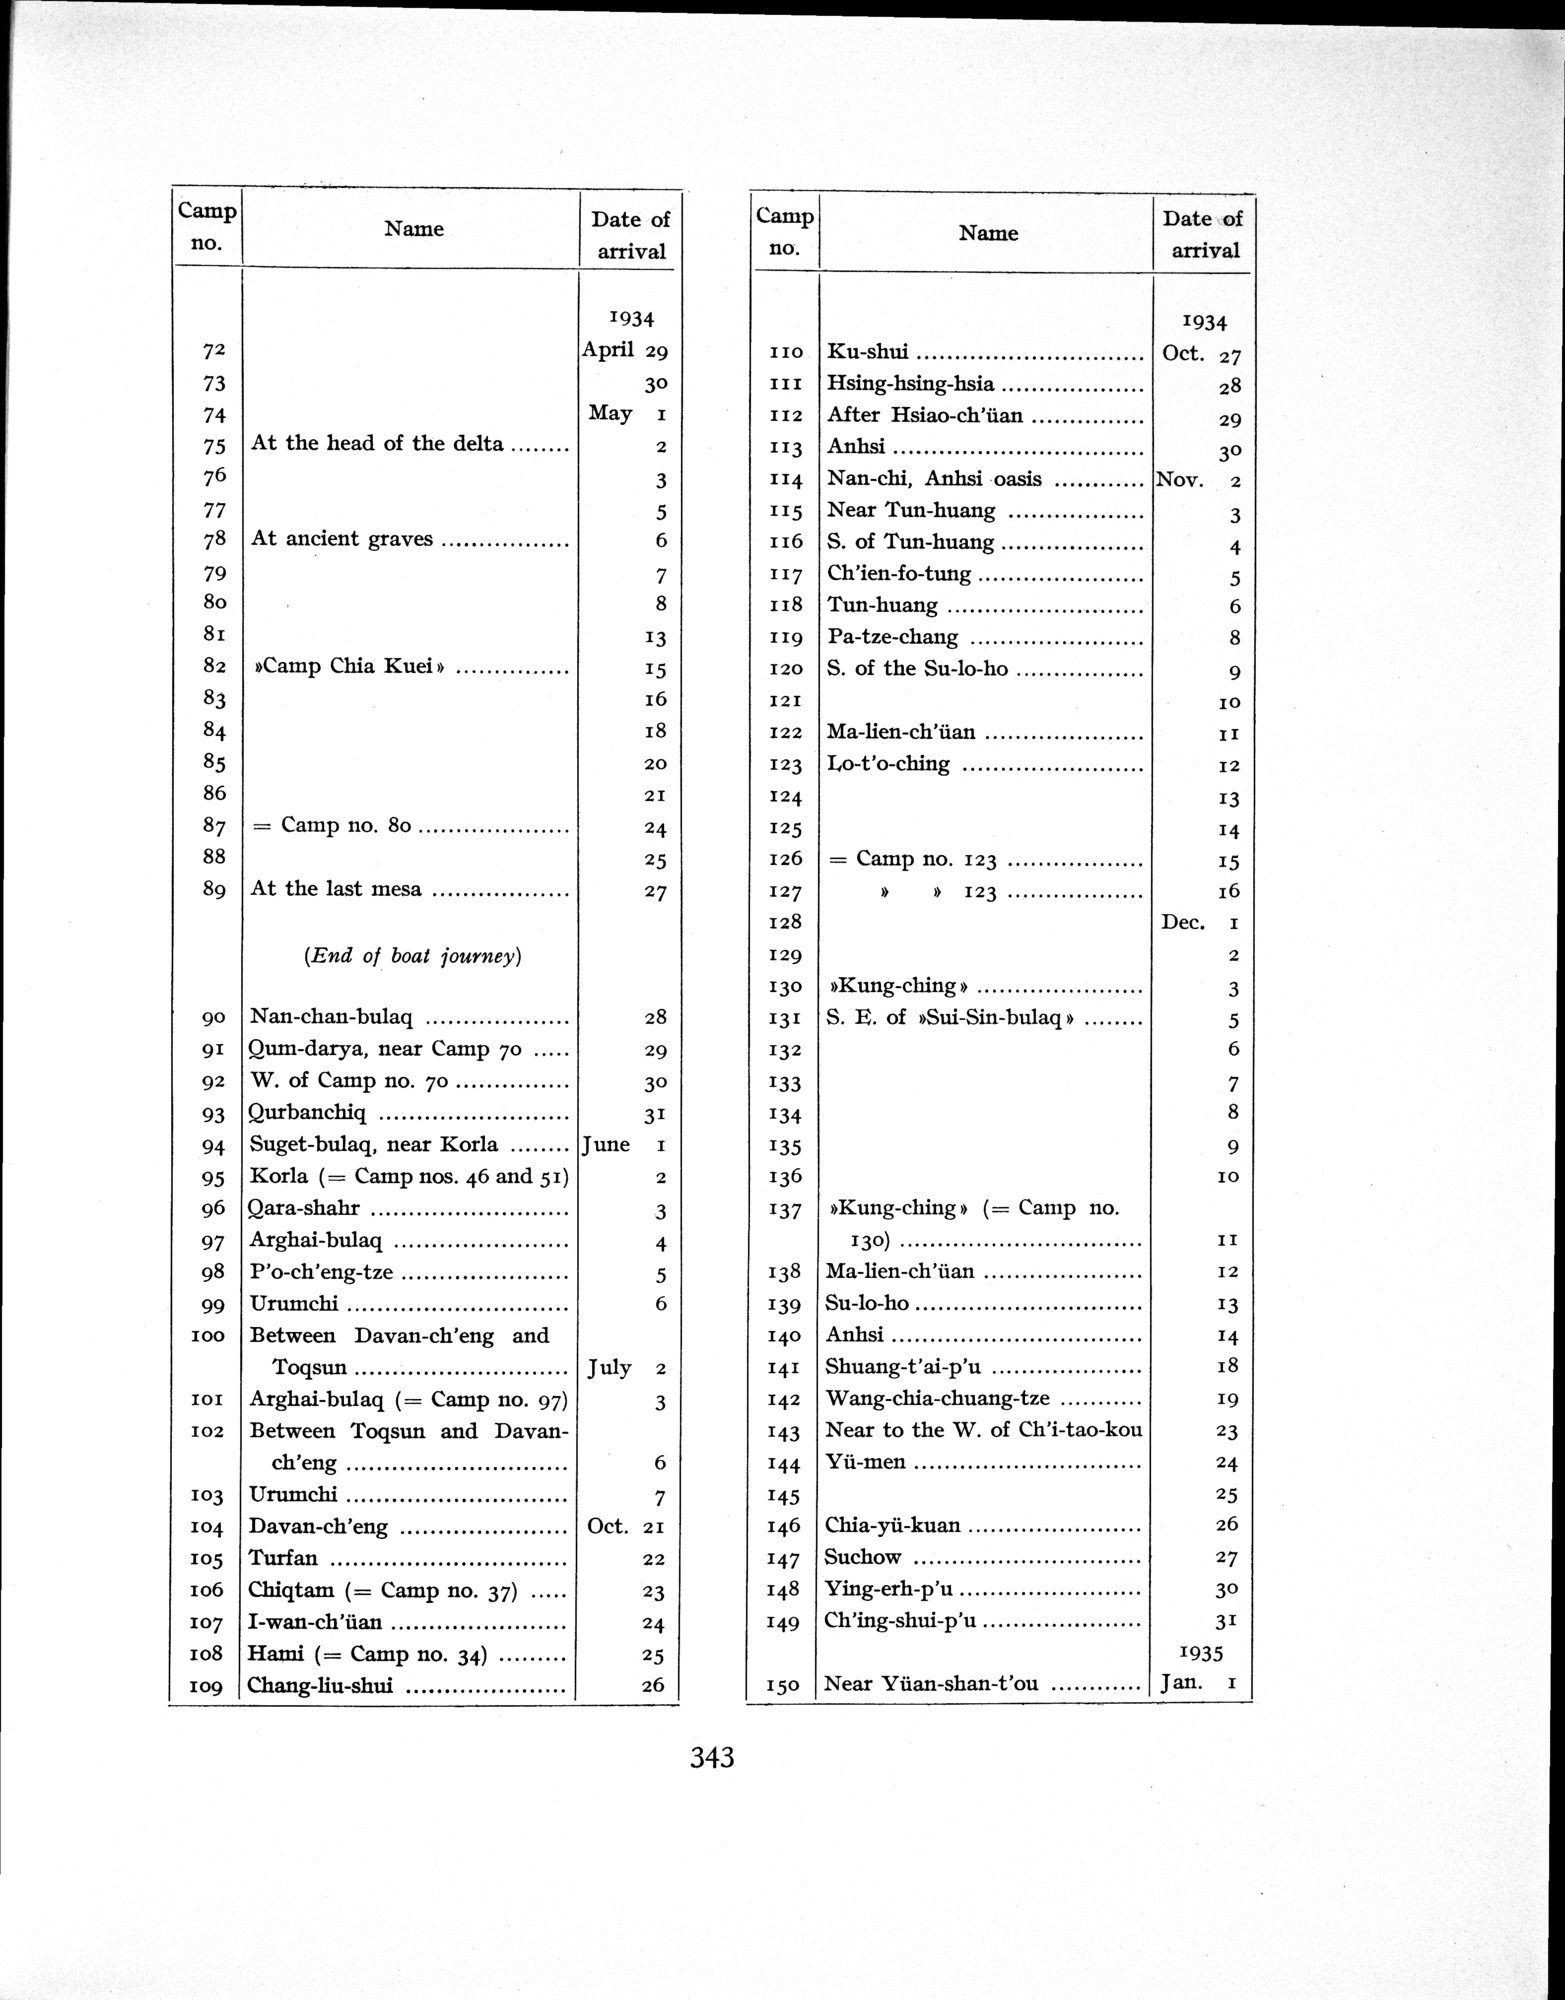 Camp no. Name Date of arrival
1934
72 April 29
73 30
74 May 1
75 At the head of the delta ........ 2
76 3
77 5
78 At ancient graves ................. 6
79 7
80 8
81 13
82 »Camp Chia Kuei» ............... 15
83 16
84 18
85 20
86 21
87 = Camp no. 80 .................... 24
88 25
89 At the last mesa .................. 27
(End of boat journey)
90 Nan-chan-bulaq ................... 28
91 Qum-darya, near Camp 70 ..... 29
92 W. of Camp no. 70 ............... 30
93 Qurbanchiq ......................... 31
94 Suget-bulaq, near Korla ........ June 1
95 Korla (= Camp nos. 46 and 51) 2
96 Qara-shahr .......................... 3
97 Arghai-bulaq ....................... 4
98 P'o-ch'eng-tze ...................... 5
99 Urumchi ............................. 6
100 Between Davan-ch'eng and
Toqsun ............................ July 2
101 Arghai-bulaq (= Camp no. 97) 3
102 Between Toqsun and Davan-
ch'eng ............................. 6
103 Urumchi ............................. 7
104 Davan-ch'eng ...................... Oct. 21
105 Turfan ............................... 22
106 Chiqtam (= Camp no. 37) ..... 23
107 I-wan-ch'üan ....................... 24
108 Hami (= Camp no. 34) ......... 25
109 Chang-liu-shui ..................... 26
Camp no. Name Date of arrival
1934
110 Ku-shui .............................. Oct. 27
111 Hsing-hsing-hsia ................... 28
112 After Hsiao-ch'üan ............... 29
113 Anhsi ................................. 30
114 Nan-chi, Anhsi oasis ............ Nov. 2
115 Near Tun-huang .................. 3
116 S. of Tun-huang ................... 4
117 Ch'ien-fo-tung ...................... 5
118 Tun-huang .......................... 6
119 Pa-tze-chang ....................... 8
120 S. of the Su-lo-ho ................. 9
121 10
122 Ma-lien-ch'üan ..................... 11
123 Lo-t'o-ching ........................ 12
124 13
125 14
126 = Camp no. 123 .................. 15
127 » » 123 .................. 16
128 Dec. 1
129 2
130 »Kung-ching» ...................... 3
131 S. E. of »Sui-Sin-bulaq» ........ 5
132 6
133 7
134 8
135 9
136 10
137 »Kung-ching» (= Camp no.
130) ................................ 11
138 Ma-lien-ch'üan ..................... 12
139 Su-lo-ho .............................. 13
140 Anhsi ................................. 14
141 Shuang-t'ai-p'u .................... 18
142 Wang-chia-chuang-tze ........... 19
143 Near to the W. of Ch'i-tao-kou 23
144 Yü-men .............................. 24
145 25
146 Chia-yü-kuan ....................... 26
147 Suchow .............................. 27
148 Ying-erh-p'u ........................ 30
149 Ch'ing-shui-p'u ..................... 31
1935
150 Near Yüan-shan-t'ou ............ Jan. 1
343